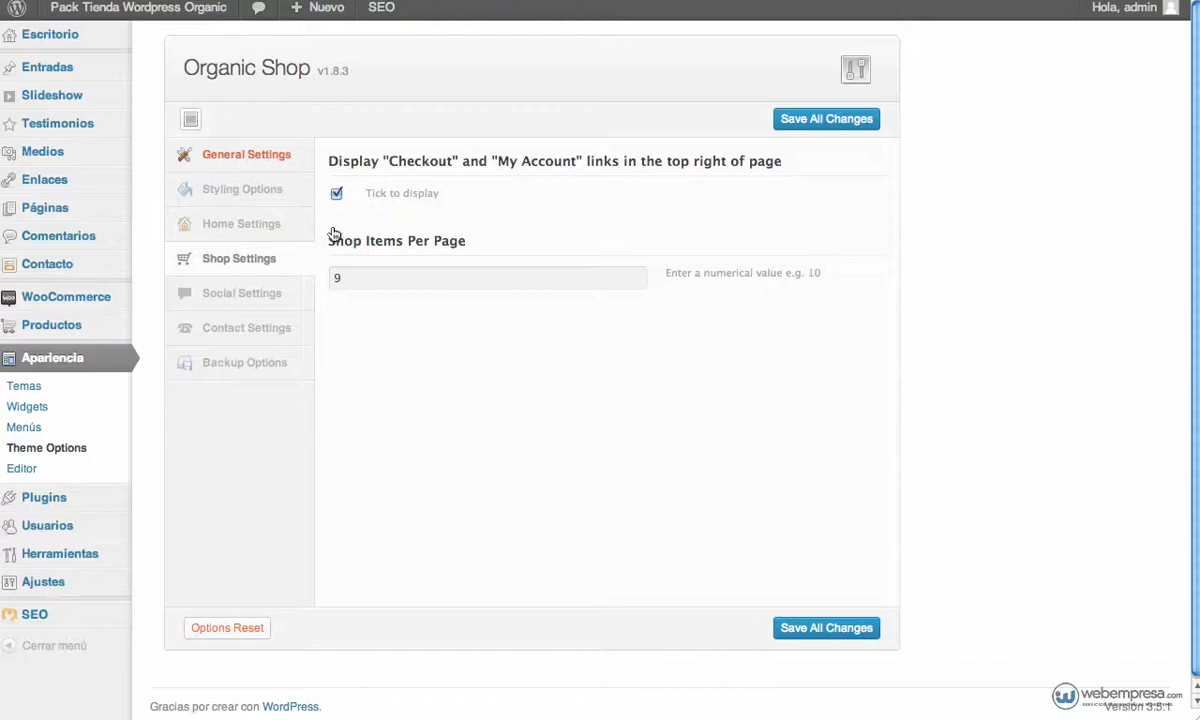 Pack Tienda Wordpress Organic
+ Nuevo
SEO
Hola, admin
Escritorio
Entradas
Slideshow
Testimonios
Medios
Enlaces
Páginas
Comentarios
Contacto
WooCommerce
Productos
Apariencia
Temas
Widgets
Menús
Theme Options
Editor
Plugins
Usuarios
Herramientas
Ajustes
SEO
Cerrar menú
Organic Shop v1.8.3
Save All Changes
General Settings
Styling Options
Home Settings
Shop Settings
Social Settings
Contact Settings
Backup Options
Display "Checkout" and "My Account" links in the top right of page
Tick to display
Shop Items Per Page
9
Enter a numerical value e.g. 10
Options Reset
Save All Changes
Gracias por crear con WordPress.
webempresa.com
Versión 3.5.1